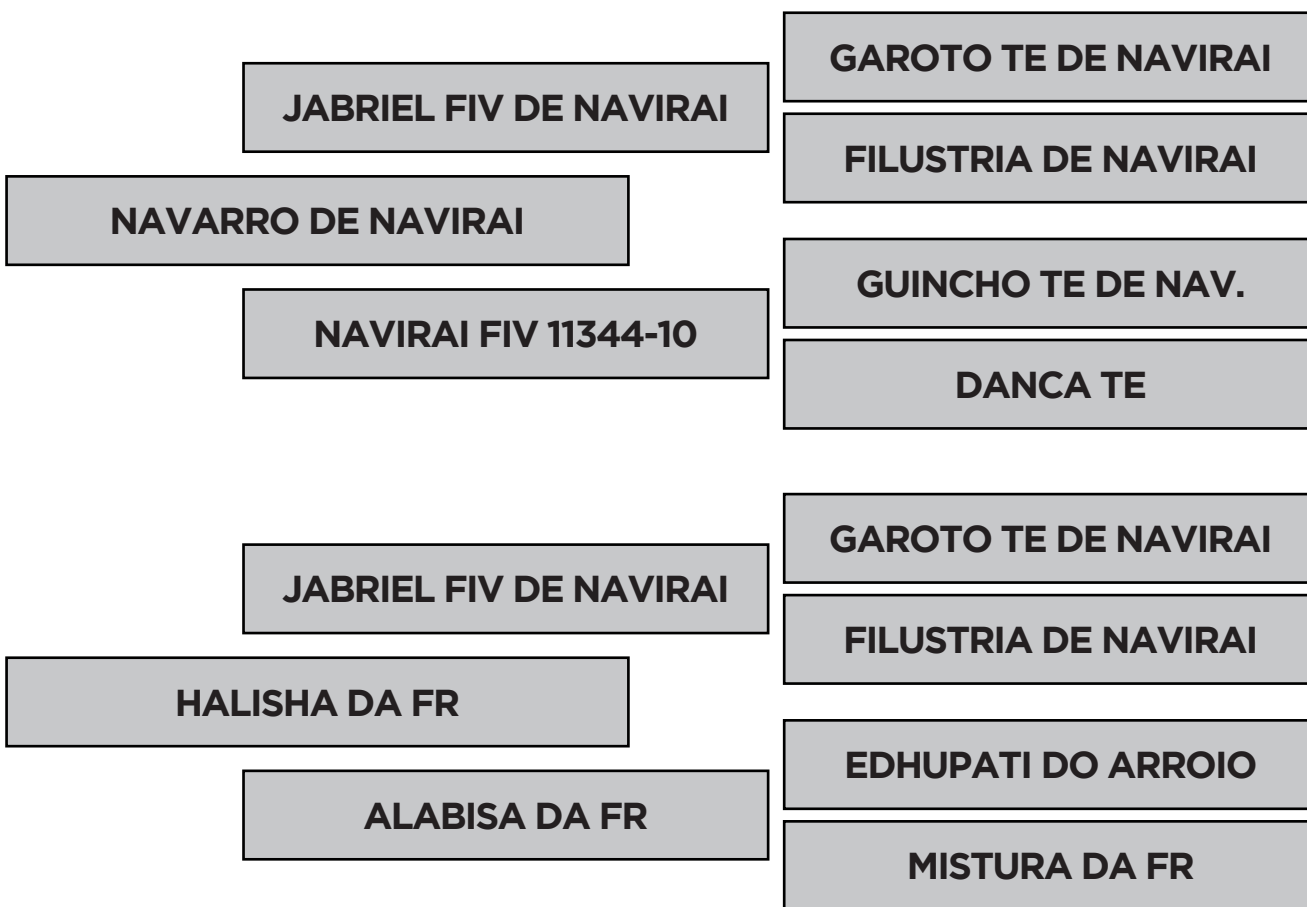 GAROTO TE DE NAVIRAI
JABRIEL FIV DE NAVIRAI
FILUSTRIA DE NAVIRAI
NAVARRO DE NAVIRAI
GUINCHO TE DE NAV.
NAVIRAI FIV 11344-10
DANCA TE
GAROTO TE DE NAVIRAI
JABRIEL FIV DE NAVIRAI
FILUSTRIA DE NAVIRAI
HALISHA DA FR
EDHUPATI DO ARROIO
ALABISA DA FR
MISTURA DA FR